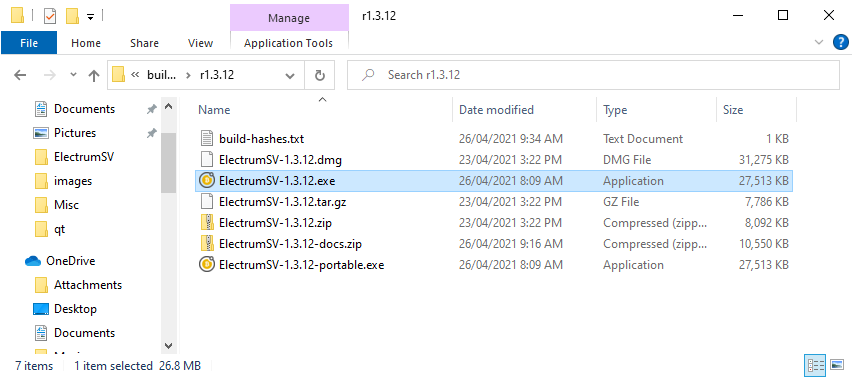 Manage
r1.3.12
File
Home
Share
View
Application Tools
« buil... > r1.3.12
Search r1.3.12
Documents
Pictures
ElectrumSV
images
Misc
qt
OneDrive
Attachments
Desktop
Documents
Name Date modified Type Size
build-hashes.txt 26/04/2021 9:34 AM Text Document 1 KB
ElectrumSV-1.3.12.dmg 23/04/2021 3:22 PM DMG File 31,275 KB
ElectrumSV-1.3.12.exe 26/04/2021 8:09 AM Application 27,513 KB
ElectrumSV-1.3.12.tar.gz 23/04/2021 3:22 PM GZ File 7,786 KB
ElectrumSV-1.3.12.zip 23/04/2021 3:22 PM Compressed (zipp... 8,092 KB
ElectrumSV-1.3.12-docs.zip 26/04/2021 9:16 AM Compressed (zipp... 10,550 KB
ElectrumSV-1.3.12-portable.exe 26/04/2021 8:09 AM Application 27,513 KB
7 items 1 item selected 26.8 MB